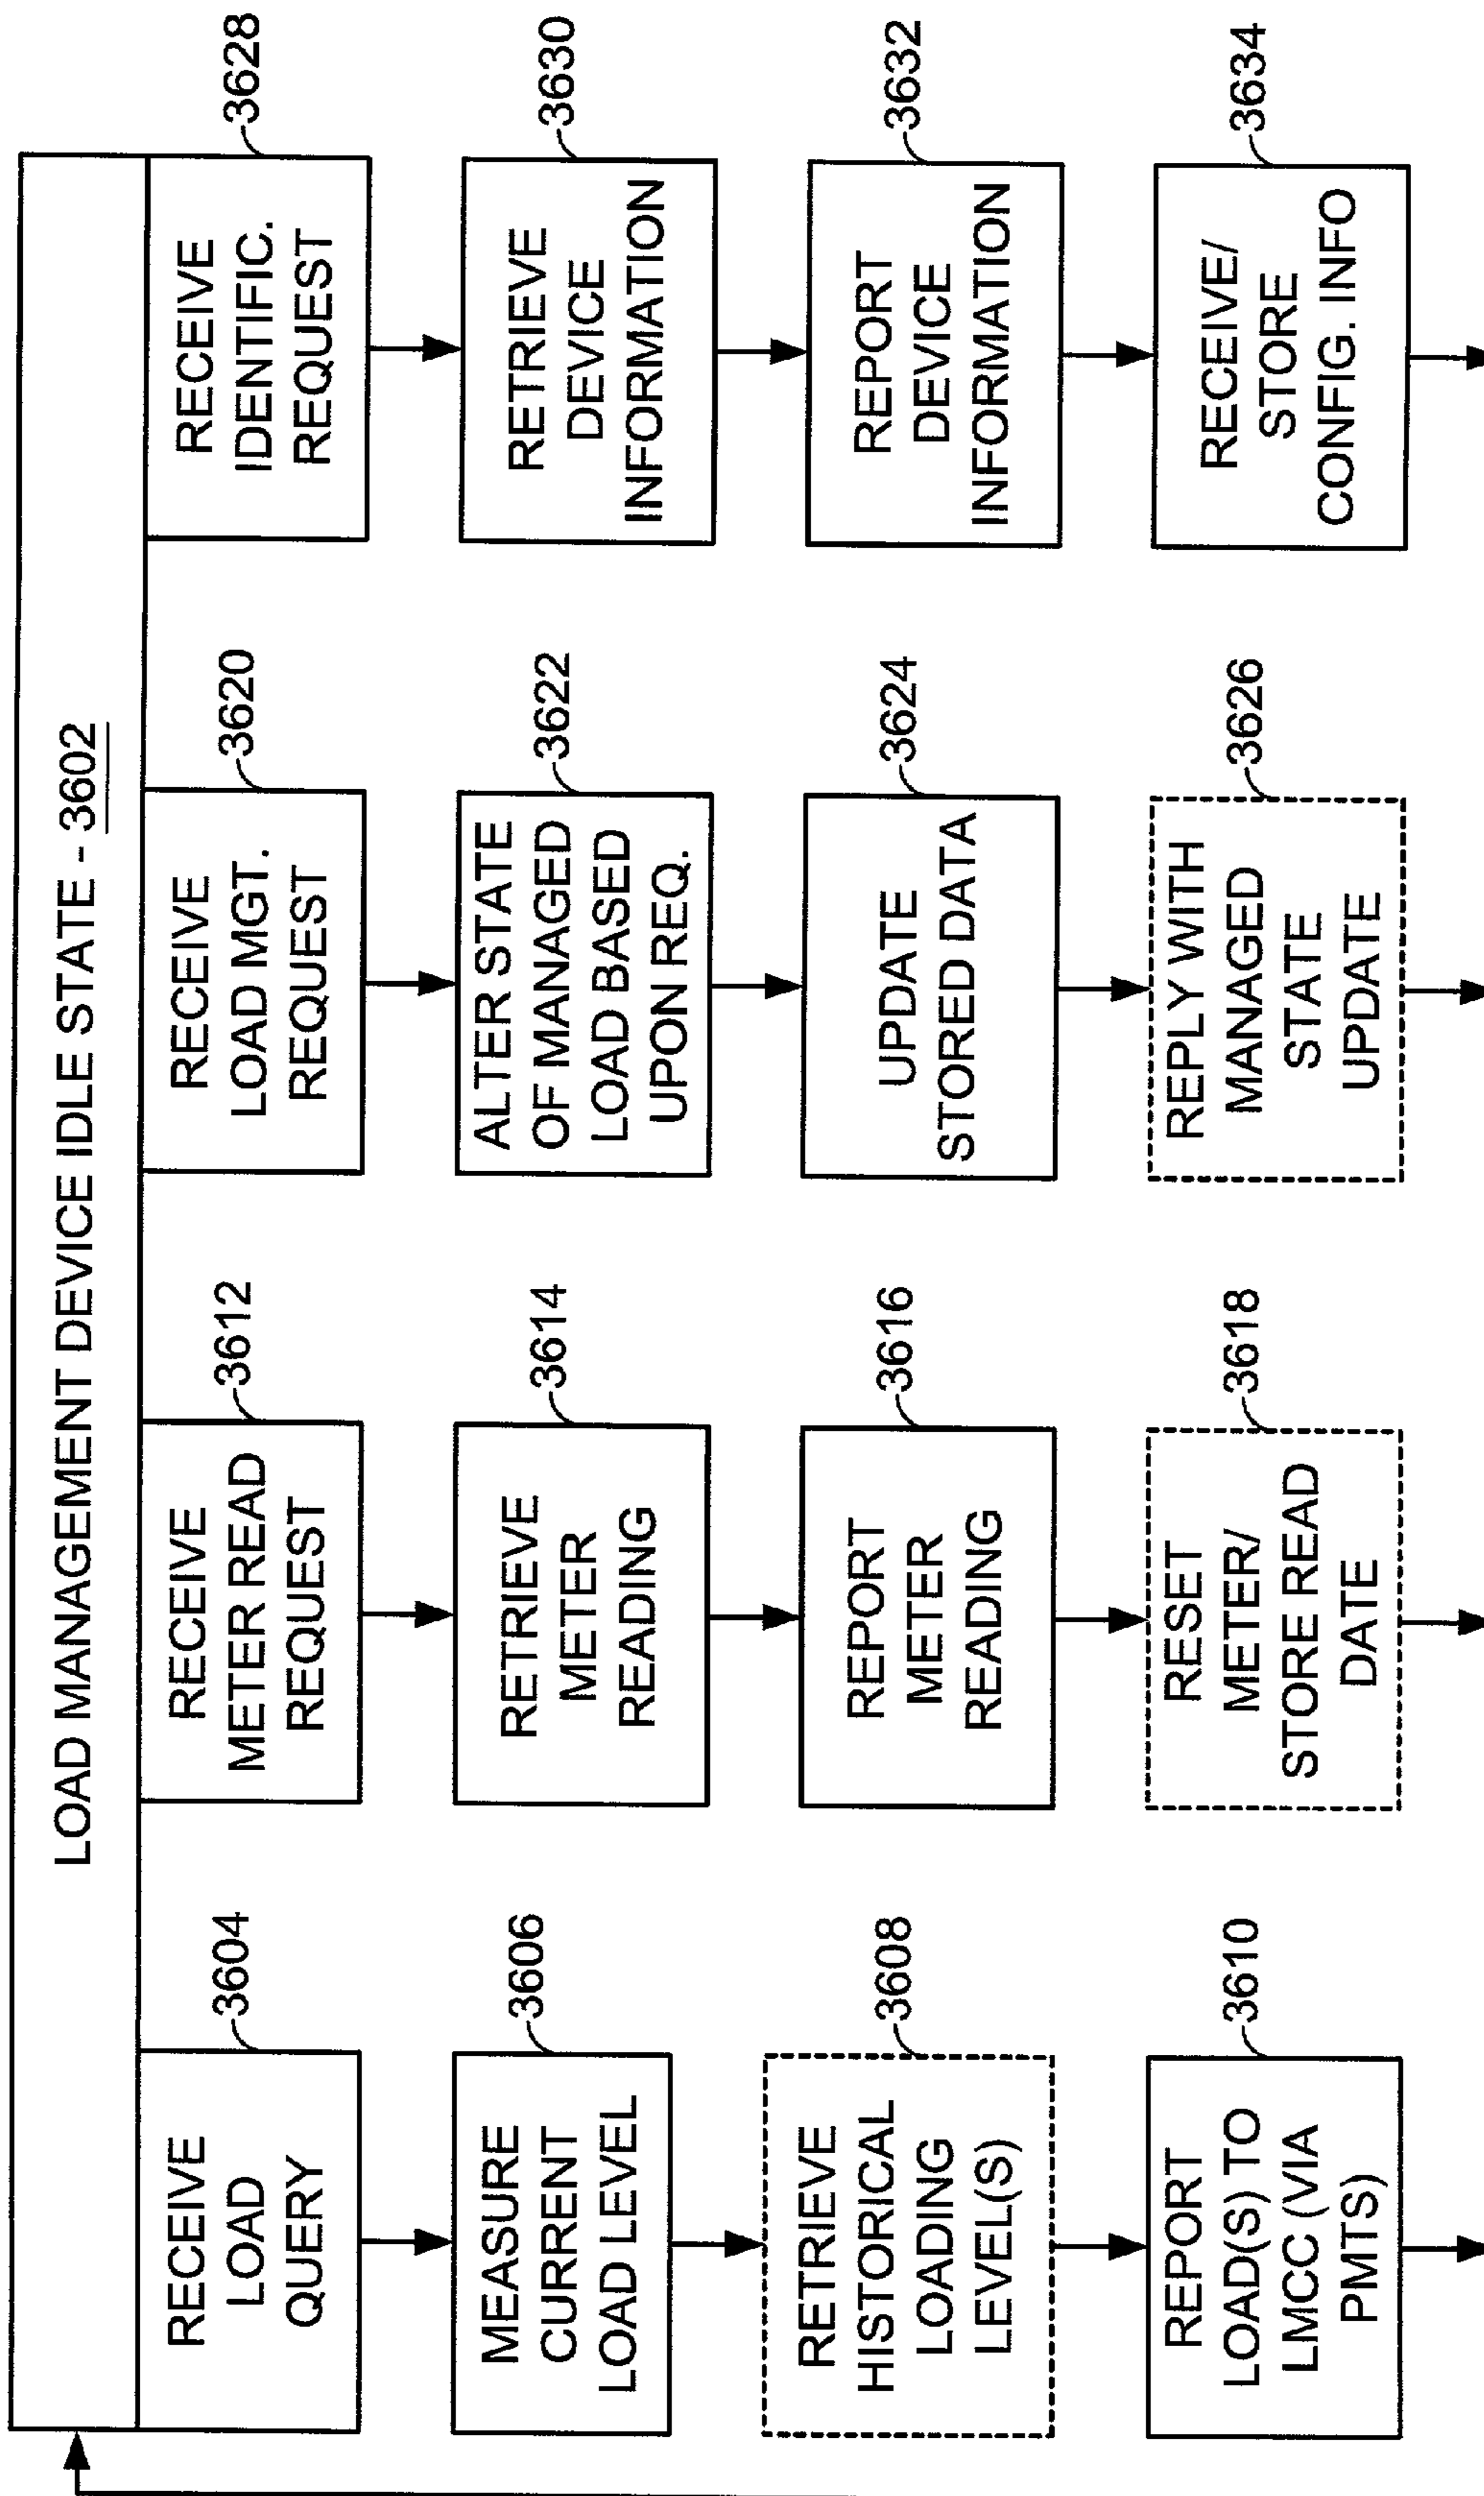 LOAD MANAGEMENT DEVICE IDLE STATE - 3602
RECEIVE
LOAD
QUERY
3604
MEASURE
CURRENT
LOAD LEVEL
3606
RETRIEVE
HISTORICAL
LOADING
LEVEL(S)
3608
REPORT
LOAD(S) TO
LMCC (VIA
PMTS)
3610
RECEIVE
METER READ
REQUEST
3612
RETRIEVE
METER
READING
3614
REPORT
METER
READING
3616
RESET
METER/
STORE READ
DATE
3618
RECEIVE
LOAD MGT.
REQUEST
3620
ALTER STATE
OF MANAGED
LOAD BASED
UPON REQ.
3622
UPDATE
STORED DATA
3624
REPLY WITH
MANAGED
STATE
UPDATE
3626
RECEIVE
IDENTIFIC.
REQUEST
3628
RETRIEVE
DEVICE
INFORMATION
3630
REPORT
DEVICE
INFORMATION
3632
RECEIVE/
STORE
CONFIG. INFO
3634